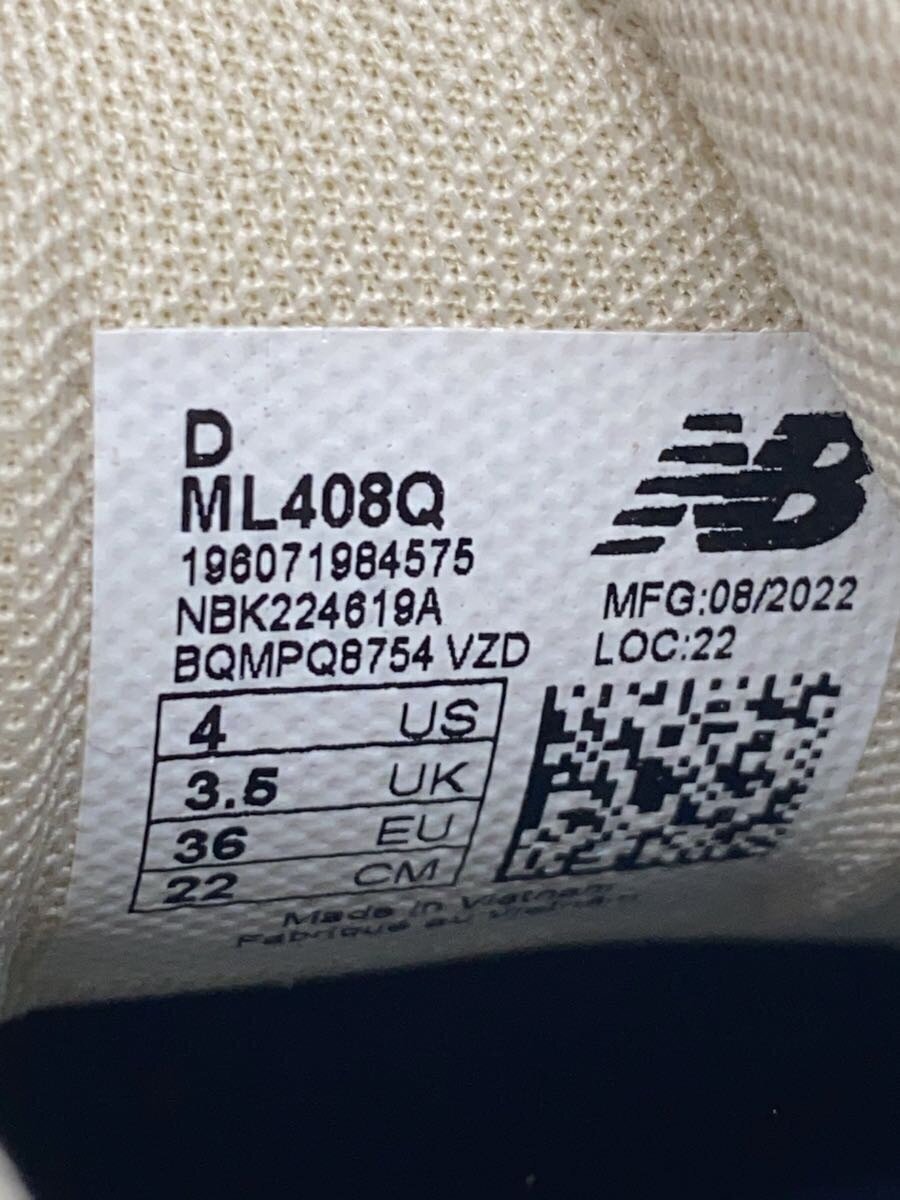 D
ML408Q
196071984575
NBK224619A
BQMPQ8754 VZD
NB
MFG:08/2022
LOC:22
4 US
3.5 UK
36 EU
22 CM
Made in Vietnam
Fabriqué au Vietnam